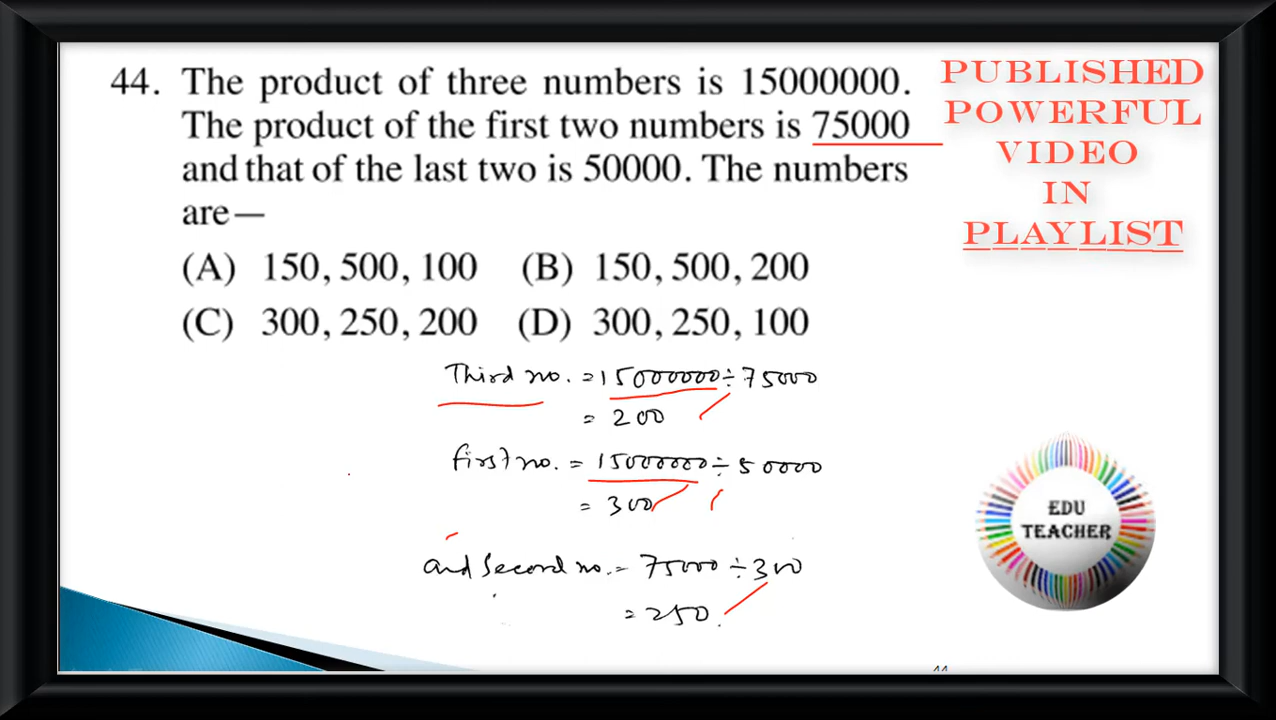 44. The product of three numbers is 15000000.
The product of the first two numbers is 75000
and that of the last two is 50000. The numbers
are—
(A) 150, 500, 100 (B) 150, 500, 200
(C) 300, 250, 200 (D) 300, 250, 100
Third no. = 15000000 ÷ 75000
= 200
first no. = 15000000 ÷ 50000
= 300
and Second no. = 75000 ÷ 300
= 250.
PUBLISHED
POWERFUL
VIDEO
IN
PLAYLIST
EDU
TEACHER
44